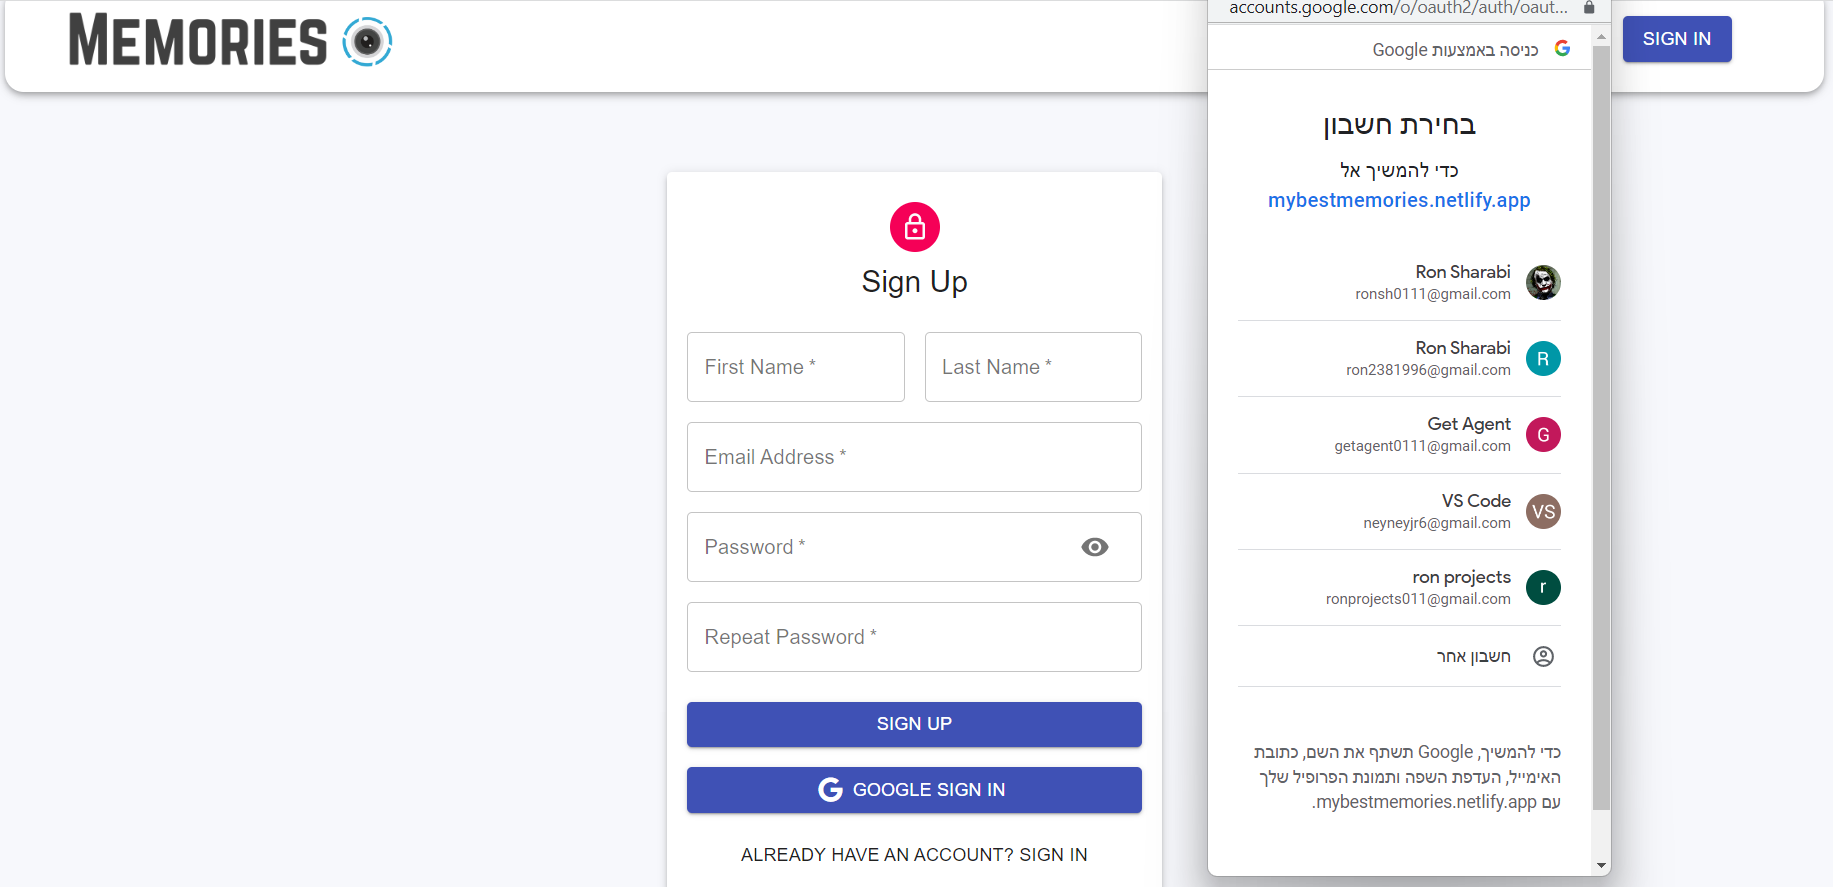 MEMORIES
SIGN IN
Sign Up
First Name *
Last Name *
Email Address *
Password *
Repeat Password *
SIGN UP
G GOOGLE SIGN IN
ALREADY HAVE AN ACCOUNT? SIGN IN
accounts.google.com/o/oauth2/auth/oaut...
כניסה באמצעות Google
בחירת חשבון
כדי להמשיך אל
mybestmemories.netlify.app
Ron Sharabi
ronsh0111@gmail.com
Ron Sharabi
ron2381996@gmail.com
R
Get Agent
getagent0111@gmail.com
G
VS Code
neyneyjr6@gmail.com
VS
ron projects
ronprojects011@gmail.com
r
חשבון אחר
כדי להמשיך, Google תשתף את השם, כתובת
האימייל, העדפת השפה ותמונת הפרופיל שלך
עם mybestmemories.netlify.app.